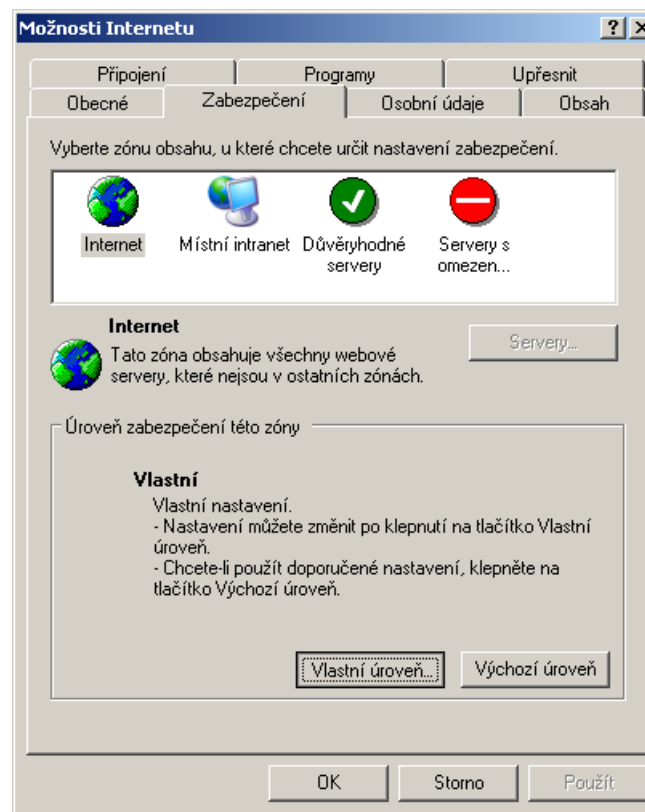 Možnosti Internetu
Připojení Programy Upřesnit
Obecné Zabezpečení Osobní údaje Obsah
Vyberte zónu obsahu, u které chcete určit nastavení zabezpečení.
Internet Místní intranet Důvěryhodné servery Servery s omezen...
Internet
Tato zóna obsahuje všechny webové
servery, které nejsou v ostatních zónách.
Servery...
Úroveň zabezpečení této zóny
Vlastní
Vlastní nastavení.
- Nastavení můžete změnit po klepnutí na tlačítko Vlastní
úroveň.
- Chcete-li použít doporučené nastavení, klepněte na
tlačítko Výchozí úroveň.
Vlastní úroveň... Výchozí úroveň
OK Storno Použít